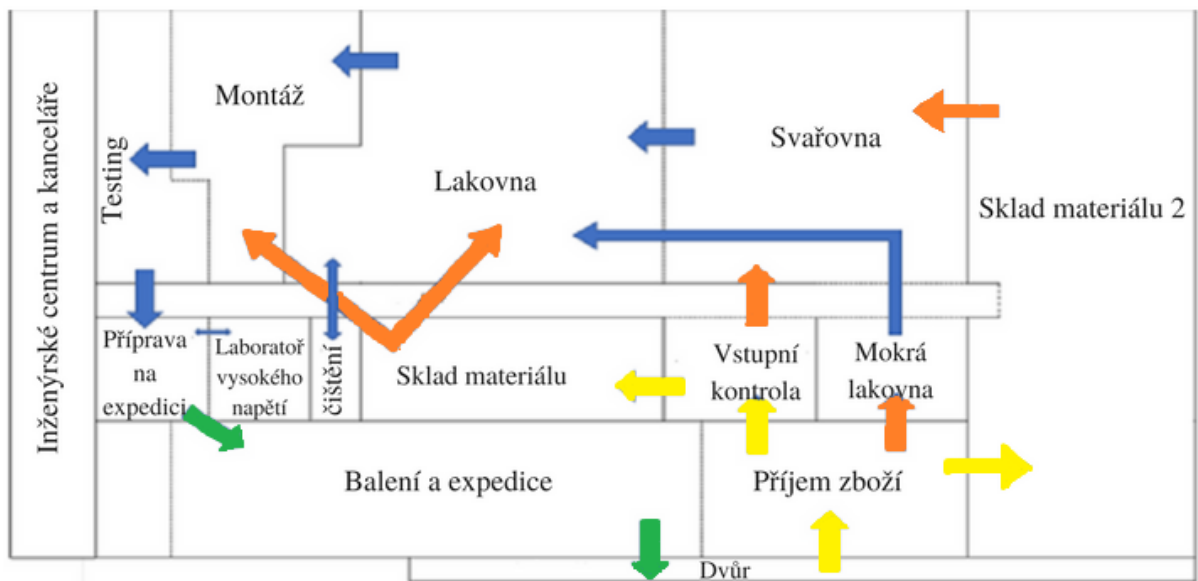 Inženýrské centrum a kanceláře
Testing
Montáž
Lakovna
Svařovna
Sklad materiálu 2
Příprava
na
expedici
Laboratoř
vysokého
napětí
čištění
Sklad materiálu
Vstupní
kontrola
Mokrá
lakovna
Balení a expedice
Příjem zboží
Dvůr